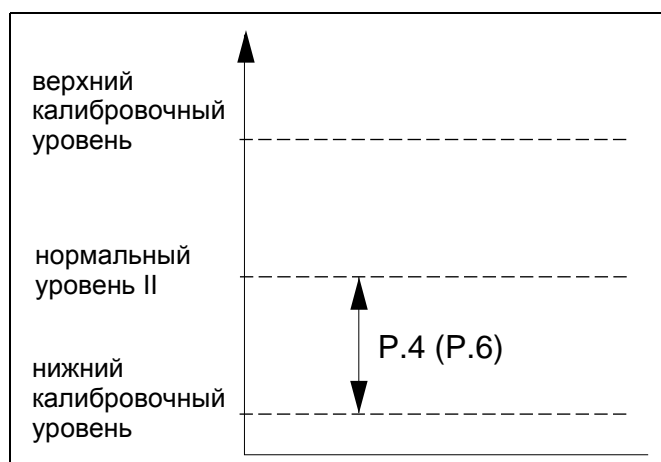 верхний
калибровочный
уровень
нормальный
уровень II
P.4 (P.6)
нижний
калибровочный
уровень